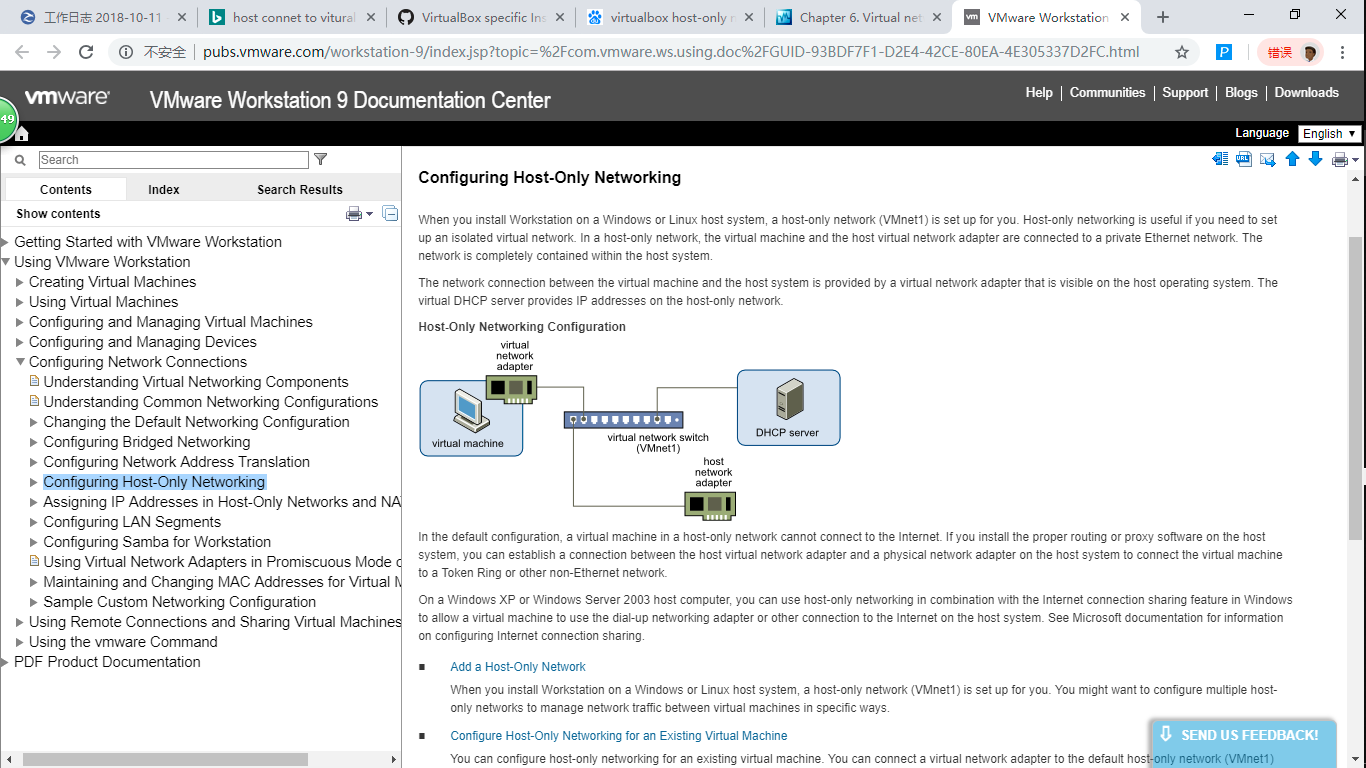 工作日志 2018-10-11
host connet to vitural
VirtualBox specific Ins
virtualbox host-only n
Chapter 6. Virtual net
VMware Workstation
不安全
pubs.vmware.com/workstation-9/index.jsp?topic=%2Fcom.vmware.ws.using.doc%2FGUID-93BDF7F1-D2E4-42CE-80EA-4E305337D2FC.html
P
错误
vmware
VMware Workstation 9 Documentation Center
Help
Communities
Support
Blogs
Downloads
49
Language
English
Search
Contents
Index
Search Results
Show contents
Getting Started with VMware Workstation
Using VMware Workstation
Creating Virtual Machines
Using Virtual Machines
Configuring and Managing Virtual Machines
Configuring and Managing Devices
Configuring Network Connections
Understanding Virtual Networking Components
Understanding Common Networking Configurations
Changing the Default Networking Configuration
Configuring Bridged Networking
Configuring Network Address Translation
Configuring Host-Only Networking
Assigning IP Addresses in Host-Only Networks and NA
Configuring LAN Segments
Configuring Samba for Workstation
Using Virtual Network Adapters in Promiscuous Mode o
Maintaining and Changing MAC Addresses for Virtual M
Sample Custom Networking Configuration
Using Remote Connections and Sharing Virtual Machines
Using the vmware Command
PDF Product Documentation
URL
Configuring Host-Only Networking
When you install Workstation on a Windows or Linux host system, a host-only network (VMnet1) is set up for you. Host-only networking is useful if you need to set
up an isolated virtual network. In a host-only network, the virtual machine and the host virtual network adapter are connected to a private Ethernet network. The
network is completely contained within the host system.
The network connection between the virtual machine and the host system is provided by a virtual network adapter that is visible on the host operating system. The
virtual DHCP server provides IP addresses on the host-only network.
Host-Only Networking Configuration
virtual
network
adapter
virtual machine
virtual network switch
(VMnet1)
DHCP server
host
network
adapter
In the default configuration, a virtual machine in a host-only network cannot connect to the Internet. If you install the proper routing or proxy software on the host
system, you can establish a connection between the host virtual network adapter and a physical network adapter on the host system to connect the virtual machine
to a Token Ring or other non-Ethernet network.
On a Windows XP or Windows Server 2003 host computer, you can use host-only networking in combination with the Internet connection sharing feature in Windows
to allow a virtual machine to use the dial-up networking adapter or other connection to the Internet on the host system. See Microsoft documentation for information
on configuring Internet connection sharing.
Add a Host-Only Network
When you install Workstation on a Windows or Linux host system, a host-only network (VMnet1) is set up for you. You might want to configure multiple host-
only networks to manage network traffic between virtual machines in specific ways.
Configure Host-Only Networking for an Existing Virtual Machine
You can configure host-only networking for an existing virtual machine. You can connect a virtual network adapter to the default host-only network (VMnet1)
SEND US FEEDBACK!